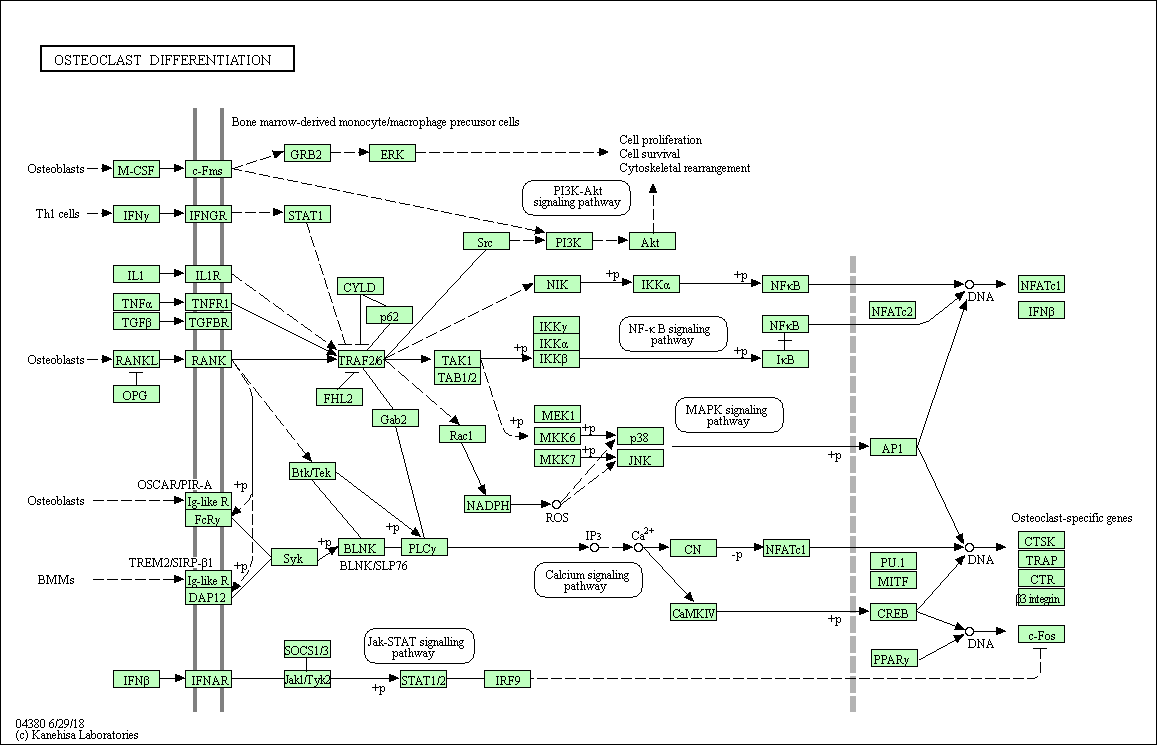 OSTEOCLAST DIFFERENTIATION
Bone marrow-derived monocyte/macrophage precursor cells
Osteoblasts
M-CSF
c-Fms
GRB2
ERK
Cell proliferation
Cell survival
Cytoskeletal rearrangement
PI3K-Akt
signaling pathway
Th1 cells
IFNγ
IFNGR
STAT1
Src
PI3K
Akt
IL1
IL1R
CYLD
p62
NIK
+p
IKKα
+p
NFκB
DNA
NFATc1
TNFα
TNFR1
TGFβ
TGFBR
NFATc2
IFNβ
IKKγ
IKKα
IKKβ
+p
NF-κ B signaling
pathway
NFκB
+p
IκB
Osteoblasts
RANKL
RANK
TRAF2/6
TAK1
TAB1/2
OPG
FHL2
Gab2
Rac1
+p
MEK1
MKK6
+p
p38
MKK7
+p
JNK
MAPK signaling
pathway
+p
AP1
Btk/Tek
OSCAR/PIR-A
+p
Osteoblasts
Ig-like R
FcRγ
NADPH
ROS
TREM2/SIRP-β1
+p
BMMs
Ig-like R
DAP12
Syk
+p
BLNK
BLNK/SLP76
+p
PLCγ
IP3
Ca2+
Calcium signaling
pathway
CN
-p
NFATc1
CaMKIV
+p
PU.1
MITF
CREB
PPARγ
DNA
DNA
Osteoclast-specific genes
CTSK
TRAP
CTR
β3 integrin
c-Fos
Jak-STAT signalling
pathway
SOCS1/3
IFNβ
IFNAR
Jak1/Tyk2
+p
STAT1/2
IRF9
04380 6/29/18
(c) Kanehisa Laboratories